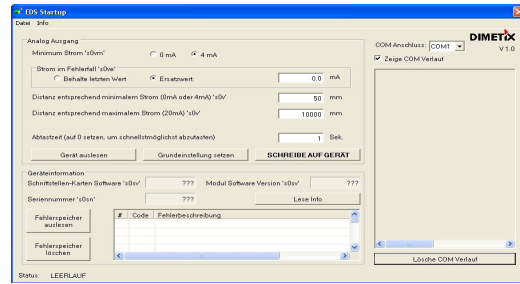 EDS Startup
Datei Info
Analog Ausgang
Minimum Strom 's0vm' 0 mA 4 mA
Strom im Fehlerfall 's0ve'
Behalte letzten Wert Ersatzwert: 0.0 mA
Distanz entsprechend minimalem Strom (0mA oder 4mA) 's0v' 50 mm
Distanz entsprechend maximalem Strom (20mA) 's0v' 10000 mm
Abtastzeit (auf 0 setzen, um schnellstmöglichst abzutasten) 1 Sek.
Gerät auslesen Grundeinstellung setzen SCHREIBE AUF GERÄT
Geräteinformation
Schnittstellen-Karten Software 's0sv' ??? Modul Software Version 's0sv' ???
Seriennummer 's0sn' ??? Lese Info
Fehlerspeicher auslesen
# Code Fehlerbeschreibung
Fehlerspeicher löschen
Status: LEERLAUF
DIMETIX
COM Anschluss: COM1 V 1.0
Zeige COM Verlauf
Lösche COM Verlauf